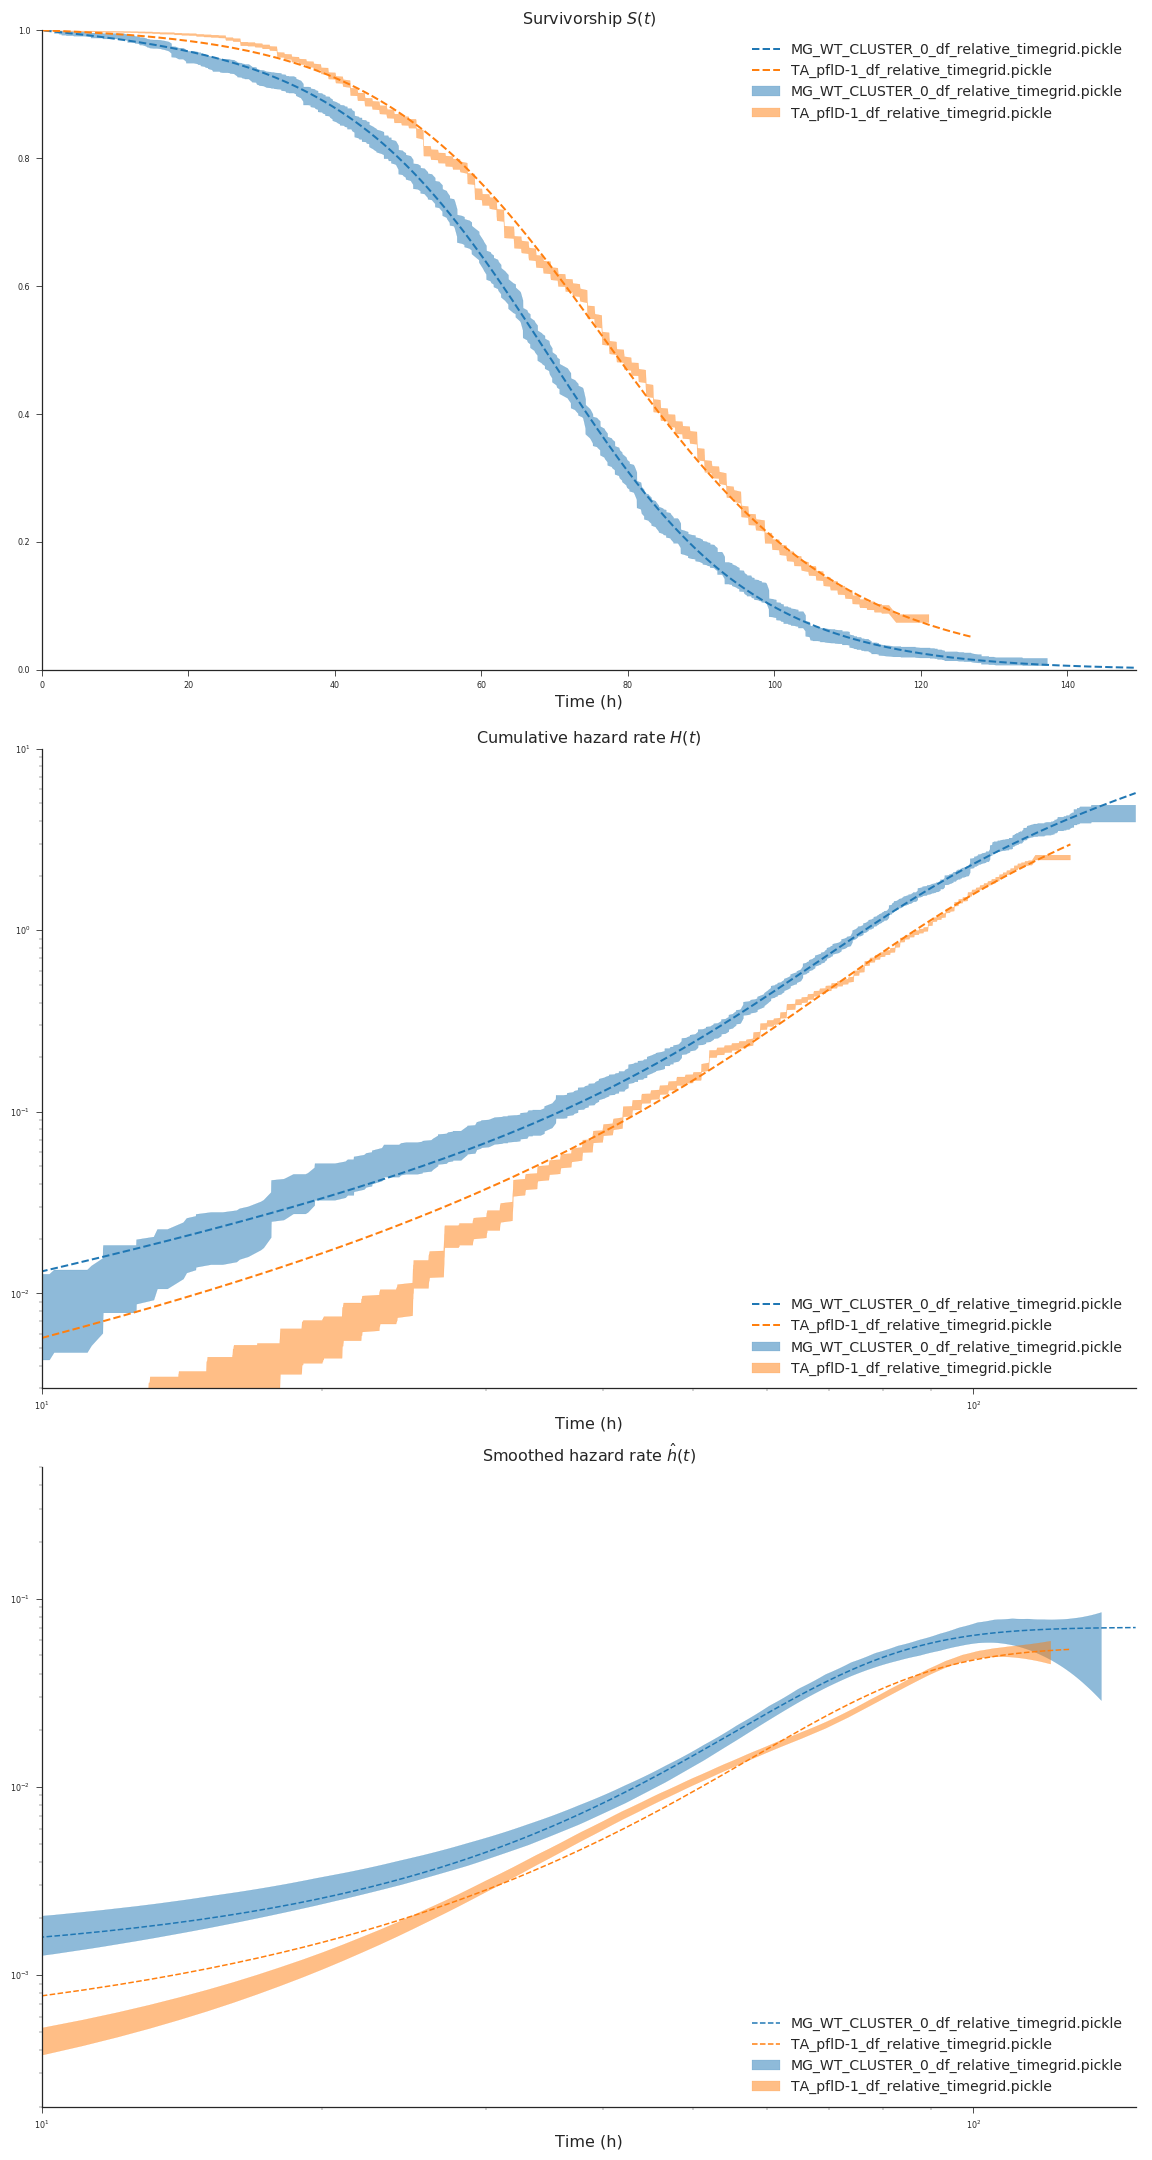 Survivorship S(t)
1.0
0.8
0.6
0.4
0.2
0.0
MG_WT_CLUSTER_0_df_relative_timegrid.pickle
TA_pflD-1_df_relative_timegrid.pickle
MG_WT_CLUSTER_0_df_relative_timegrid.pickle
TA_pflD-1_df_relative_timegrid.pickle
0 20 40 60 80 100 120 140
Time (h)
Cumulative hazard rate H(t)
10¹
10⁰
10⁻¹
10⁻²
MG_WT_CLUSTER_0_df_relative_timegrid.pickle
TA_pflD-1_df_relative_timegrid.pickle
MG_WT_CLUSTER_0_df_relative_timegrid.pickle
TA_pflD-1_df_relative_timegrid.pickle
10¹ 10²
Time (h)
Smoothed hazard rate ĥ(t)
10⁻¹
10⁻²
10⁻³
MG_WT_CLUSTER_0_df_relative_timegrid.pickle
TA_pflD-1_df_relative_timegrid.pickle
MG_WT_CLUSTER_0_df_relative_timegrid.pickle
TA_pflD-1_df_relative_timegrid.pickle
10¹ 10²
Time (h)